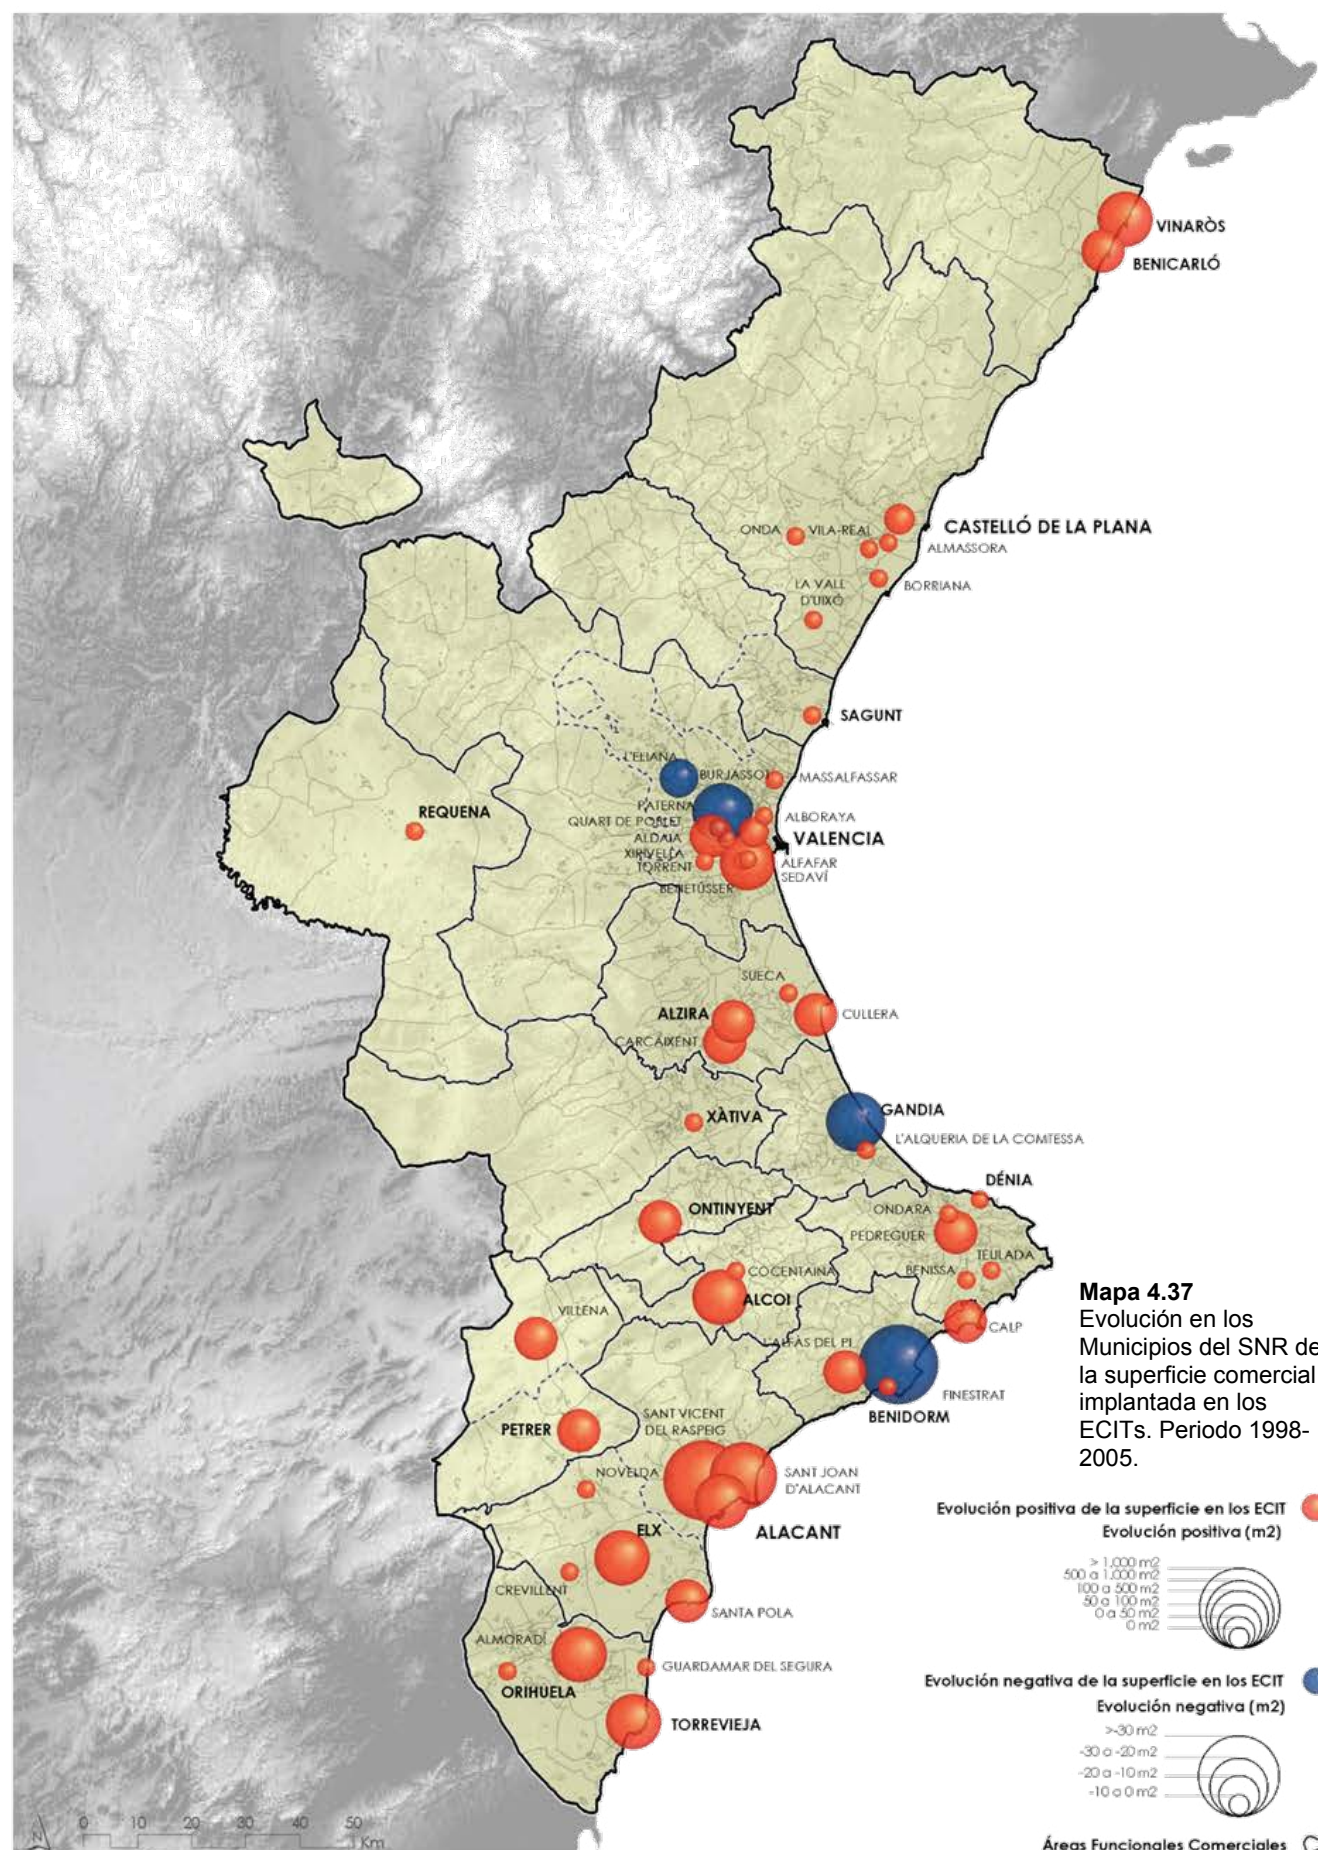 VINARÒS
BENICARLÓ
ONDA
VILA-REAL
CASTELLÓ DE LA PLANA
ALMASSORA
LA VALL
D'UIXÓ
BORRIANA
SAGUNT
L'ELIANA
BURJASSOT
MASSALFASSAR
REQUENA
PATERNA
QUART DE POBLET
ALBORAYA
ALDAIA
VALENCIA
XIRIVELLA
TORRENT
ALFAFAR
SEDAVÍ
BENETÚSSER
SUECA
ALZIRA
CULLERA
CARCAIXENT
XÀTIVA
GANDIA
L'ALQUERIA DE LA COMTESSA
DÉNIA
ONTINYENT
ONDARA
PEDREGUER
TEULADA
BENISSA
COCENTAINA
ALCOI
VILLENA
CALP
L'ALFÀS DEL PI
FINESTRAT
BENIDORM
PETRER
SANT VICENT
DEL RASPEIG
NOVELDA
SANT JOAN
D'ALACANT
ALACANT
ELX
CREVILLENT
SANTA POLA
ALMORADÍ
GUARDAMAR DEL SEGURA
ORIHUELA
TORREVIEJA
Mapa 4.37
Evolución en los
Municipios del SNR de
la superficie comercial
implantada en los
ECITs. Periodo 1998-
2005.
Evolución positiva de la superficie en los ECIT
Evolución positiva (m2)
> 1.000 m2
500 a 1.000 m2
100 a 500 m2
50 a 100 m2
0 a 50 m2
0 m2
Evolución negativa de la superficie en los ECIT
Evolución negativa (m2)
>-30 m2
-30 a -20 m2
-20 a -10 m2
-10 a 0 m2
Áreas Funcionales Comerciales
N
0 10 20 30 40 50
Km